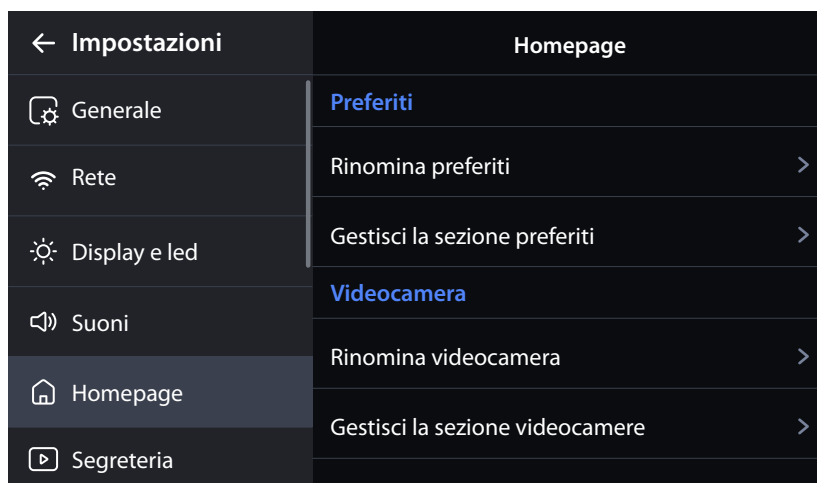 Impostazioni
Generale
Rete
Display e led
Suoni
Homepage
Segreteria
Homepage
Preferiti
Rinomina preferiti
Gestisci la sezione preferiti
Videocamera
Rinomina videocamera
Gestisci la sezione videocamere